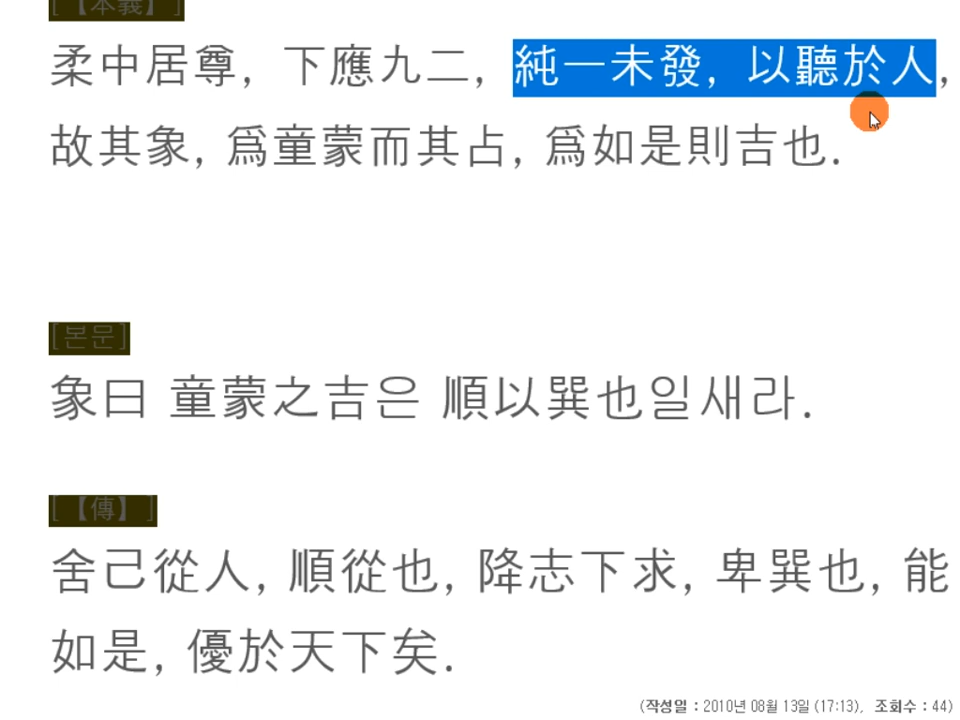 [【本義】]
柔中居尊, 下應九二, 純一未發, 以聽於人,
故其象, 爲童蒙而其占, 爲如是則吉也.
[본문]
象曰 童蒙之吉은 順以巽也일새라.
[【傳】]
舍己從人, 順從也, 降志下求, 卑巽也, 能
如是, 優於天下矣.
(작성일 : 2010년 08월 13일 (17:13), 조회수 : 44)